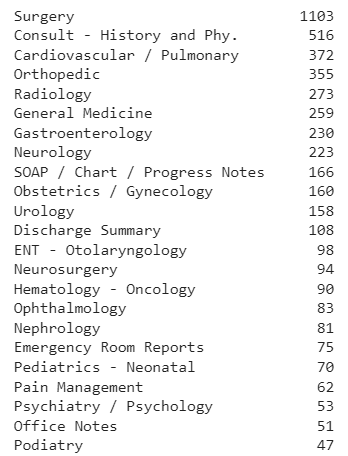 Surgery 1103
Consult - History and Phy. 516
Cardiovascular / Pulmonary 372
Orthopedic 355
Radiology 273
General Medicine 259
Gastroenterology 230
Neurology 223
SOAP / Chart / Progress Notes 166
Obstetrics / Gynecology 160
Urology 158
Discharge Summary 108
ENT - Otolaryngology 98
Neurosurgery 94
Hematology - Oncology 90
Ophthalmology 83
Nephrology 81
Emergency Room Reports 75
Pediatrics - Neonatal 70
Pain Management 62
Psychiatry / Psychology 53
Office Notes 51
Podiatry 47